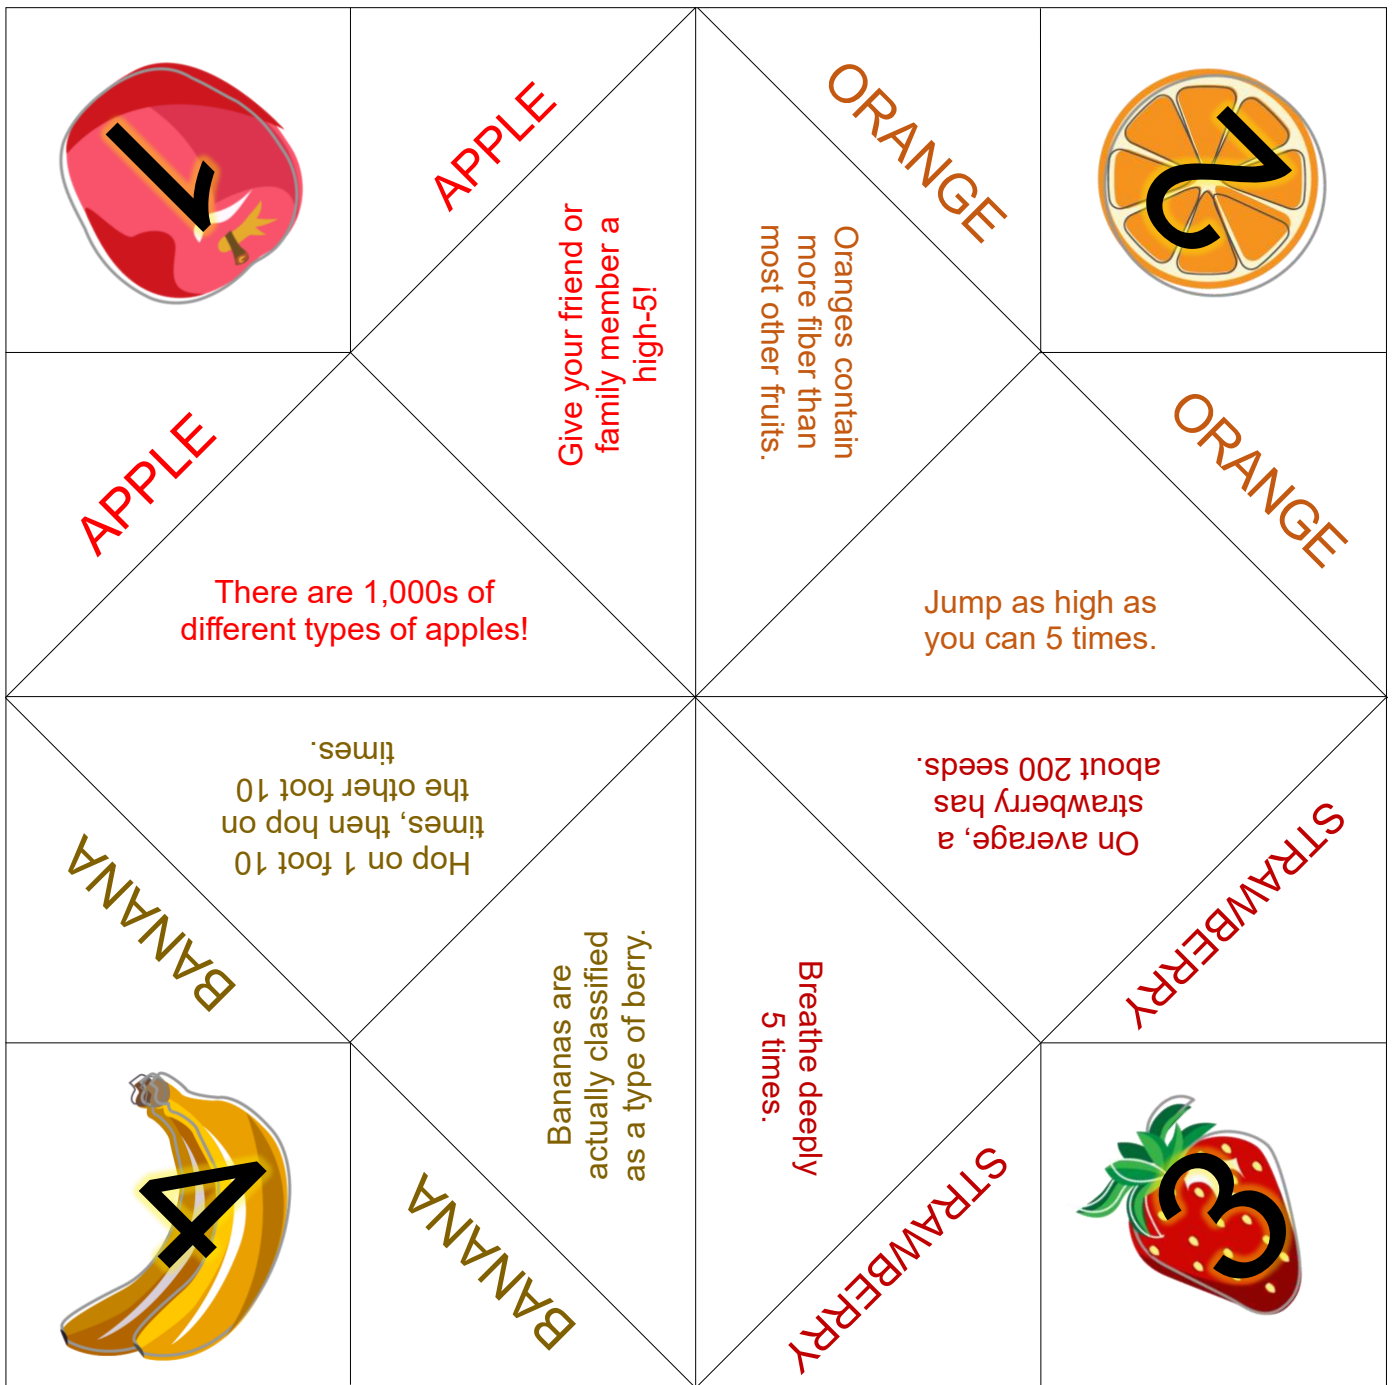 1
APPLE
ORANGE
2
Give your friend or
family member a
high-5!
Oranges contain
more fiber than
most other fruits.
APPLE
ORANGE
There are 1,000s of
different types of apples!
Jump as high as
you can 5 times.
Hop on 1 foot 10
times, then hop on
the other foot 10
times.
On average, a
strawberry has
about 200 seeds.
BANANA
STRAWBERRY
Bananas are
actually classified
as a type of berry.
Breathe deeply
5 times.
4
BANANA
STRAWBERRY
3